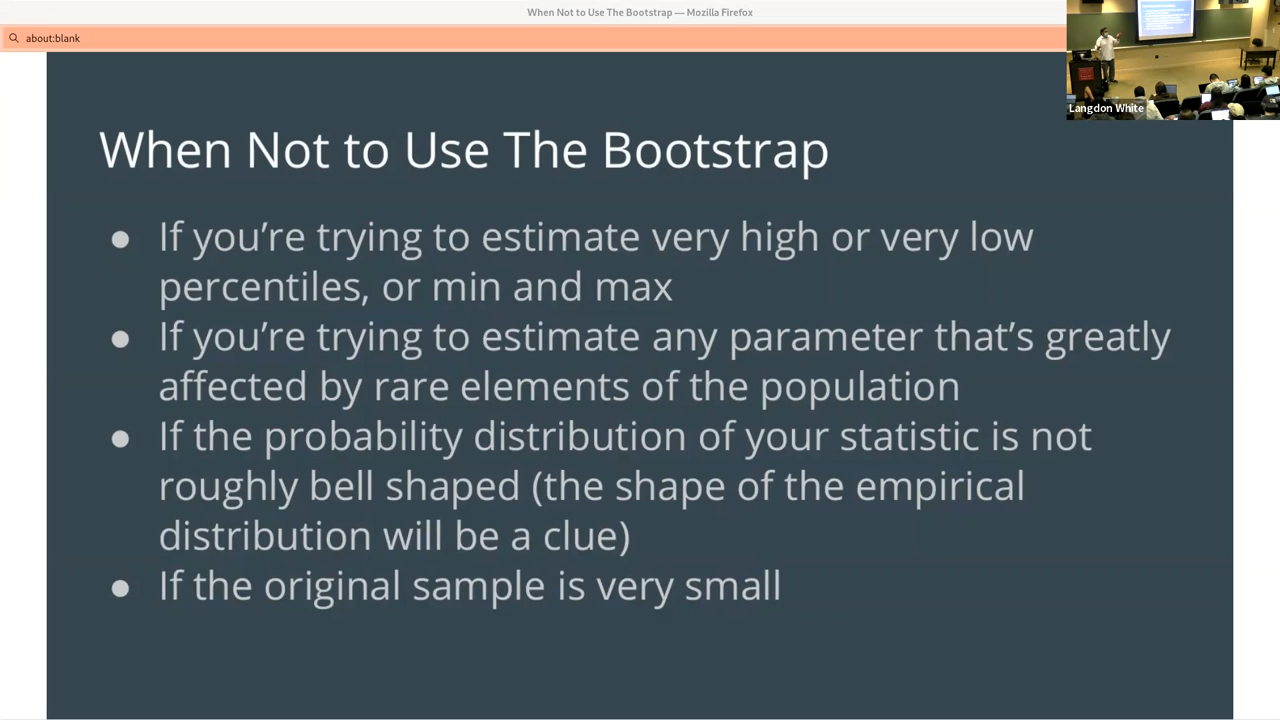 When Not to Use The Bootstrap — Mozilla Firefox
about:blank
Langdon White
When Not to Use The Bootstrap
● If you’re trying to estimate very high or very low
percentiles, or min and max
● If you’re trying to estimate any parameter that’s greatly
affected by rare elements of the population
● If the probability distribution of your statistic is not
roughly bell shaped (the shape of the empirical
distribution will be a clue)
● If the original sample is very small